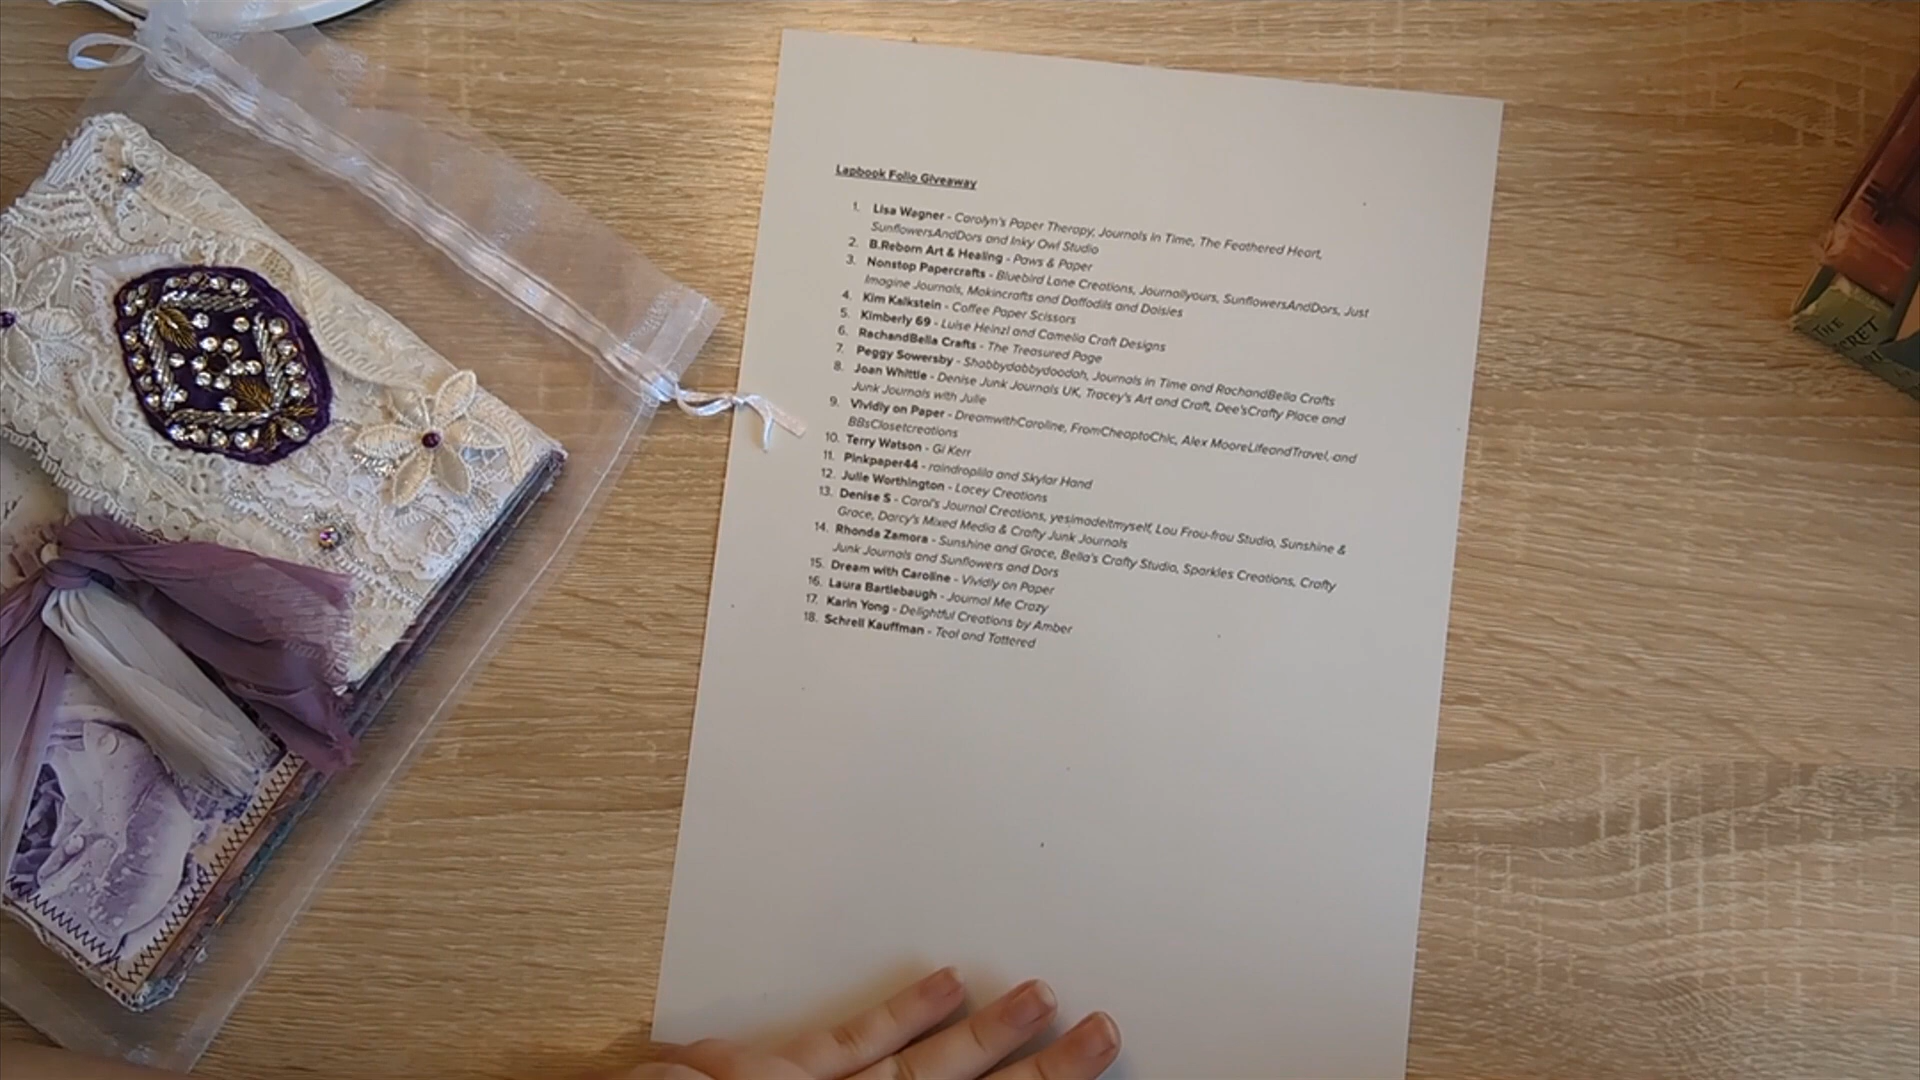 Lapbook Folio Giveaway
1. Lisa Wagner - Carolyn's Paper Therapy, Journals in Time, The Feathered Heart,
SunflowersAndDors and Inky Owl Studio
2. B.Reborn Art & Healing - Paws & Paper
3. Nonstop Papercrafts - Bluebird Lane Creations, Journallyours, SunflowersAndDors, Just
Imagine Journals, Makincrafts and Daffodils and Daisies
4. Kim Kalkstein - Coffee Paper Scissors
5. Kimberly 69 - Luise Heinzl and Camelia Craft Designs
6. RachandBella Crafts - The Treasured Page
7. Peggy Sowersby - Shabbydabbydoodah, Journals in Time and RachandBella Crafts
8. Joan Whittle - Denise Junk Journals UK, Tracey's Art and Craft, Dee'sCrafty Place and
Junk Journals with Julie
9. Vividly on Paper - DreamwithCaroline, FromCheaptoChic, Alex MooreLifeandTravel, and
BBsClosetcreations
10. Terry Watson - Gi Kerr
11. Pinkpaper44 - raindroplila and Skylar Hand
12. Julie Worthington - Lacey Creations
13. Denise S - Carol's Journal Creations, yesimadeitmyself, Lou Frou-frou Studio, Sunshine &
Grace, Darcy's Mixed Media & Crafty Junk Journals
14. Rhonda Zamora - Sunshine and Grace, Bella's Crafty Studio, Sparkles Creations, Crafty
Junk Journals and Sunflowers and Dors
15. Dream with Caroline - Vividly on Paper
16. Laura Bartlebaugh - Journal Me Crazy
17. Karin Yong - Delightful Creations by Amber
18. Schrell Kauffman - Teal and Tattered
THE